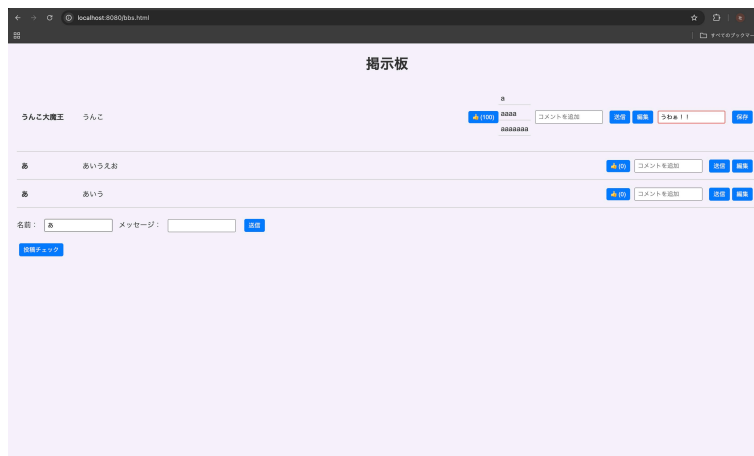 localhost:8080/bbs.html
すべてのブックマー
掲示板
うんこ大魔王 うんこ 👍 (100)
a
aaaa
aaaaaaa
コメントを追加 送信 編集 うわぁ！！ 保存
あ あいうえお 👍 (0) コメントを追加 送信 編集
あ あいう 👍 (0) コメントを追加 送信 編集
名前： あ メッセージ： 送信
投稿チェック